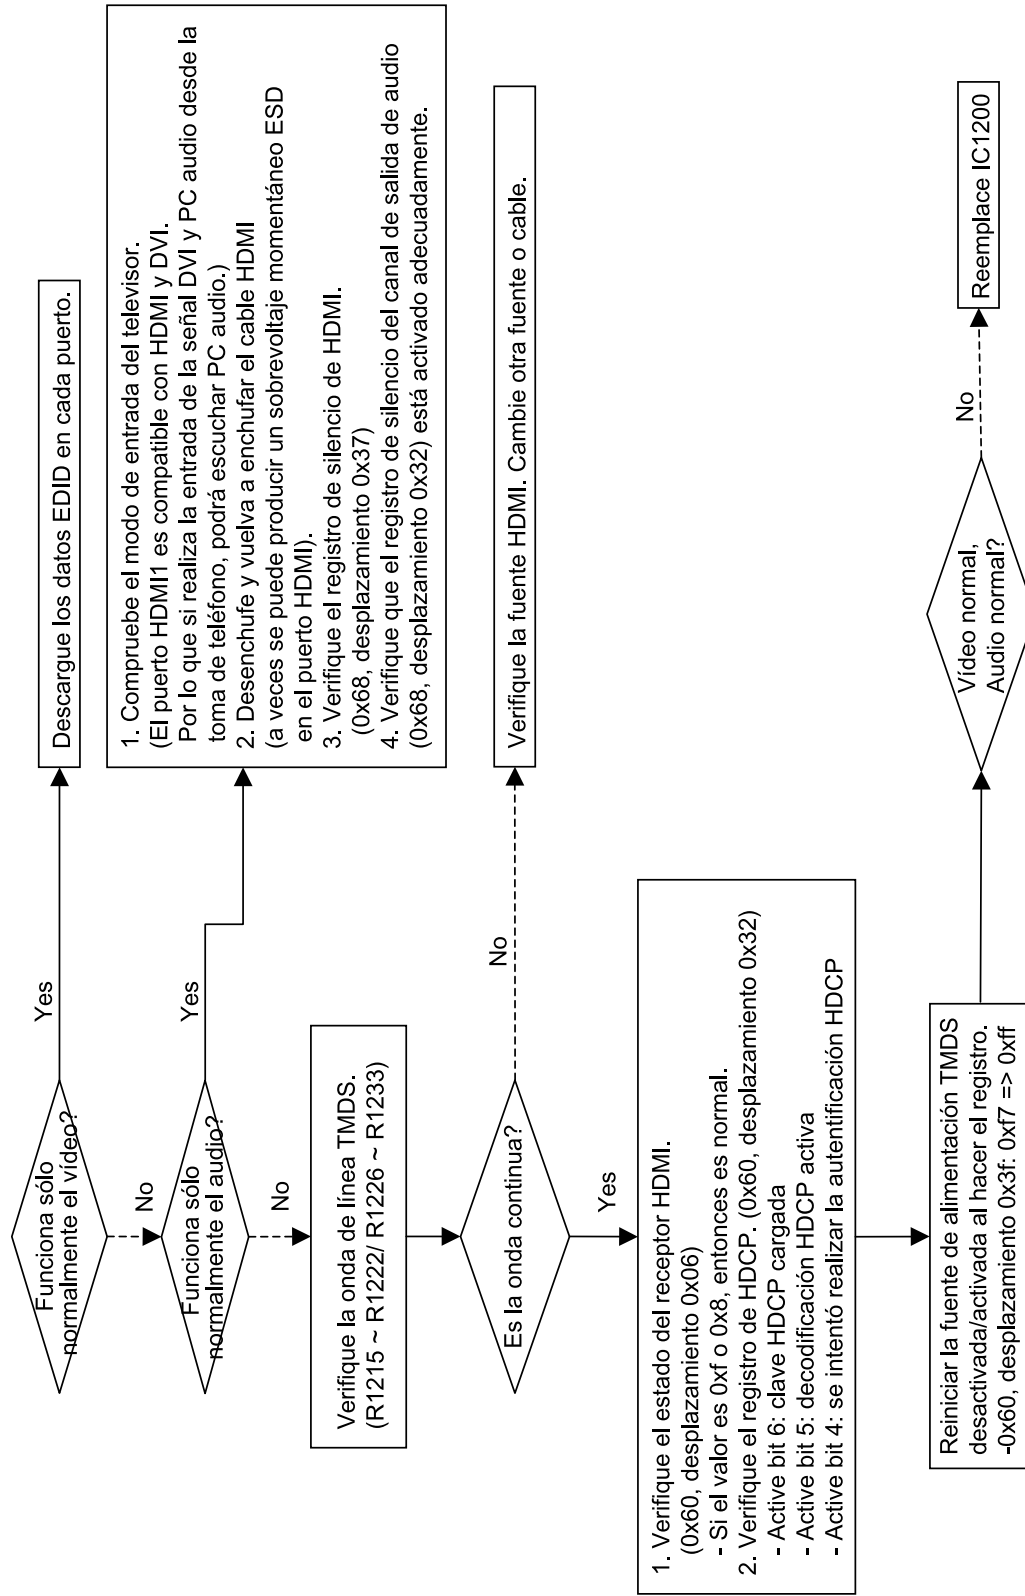 Funciona sólo
normalmente el vídeo?
Yes
Descargue los datos EDID en cada puerto.
No
Funciona sólo
normalmente el audio?
Yes
1. Compruebe el modo de entrada del televisor.
(El puerto HDMI1 es compatible con HDMI y DVI.
Por lo que si realiza la entrada de la señal DVI y PC audio desde la
toma de teléfono, podrá escuchar PC audio.)
2. Desenchufe y vuelva a enchufar el cable HDMI
(a veces se puede producir un sobrevoltaje momentáneo ESD
en el puerto HDMI).
3. Verifique el registro de silencio de HDMI.
(0x68, desplazamiento 0x37)
4. Verifique que el registro de silencio del canal de salida de audio
(0x68, desplazamiento 0x32) está activado adecuadamente.
No
Verifique la onda de línea TMDS.
(R1215 ~ R1222/ R1226 ~ R1233)
Es la onda continua?
No
Verifique la fuente HDMI. Cambie otra fuente o cable.
Yes
1. Verifique el estado del receptor HDMI.
(0x60, desplazamiento 0x06)
- Si el valor es 0xf o 0x8, entonces es normal.
2. Verifique el registro de HDCP. (0x60, desplazamiento 0x32)
- Active bit 6: clave HDCP cargada
- Active bit 5: decodificación HDCP activa
- Active bit 4: se intentó realizar la autentificación HDCP
Reiniciar la fuente de alimentación TMDS
desactivada/activada al hacer el registro.
-0x60, desplazamiento 0x3f: 0xf7 => 0xff
Vídeo normal,
Audio normal?
No
Reemplace IC1200